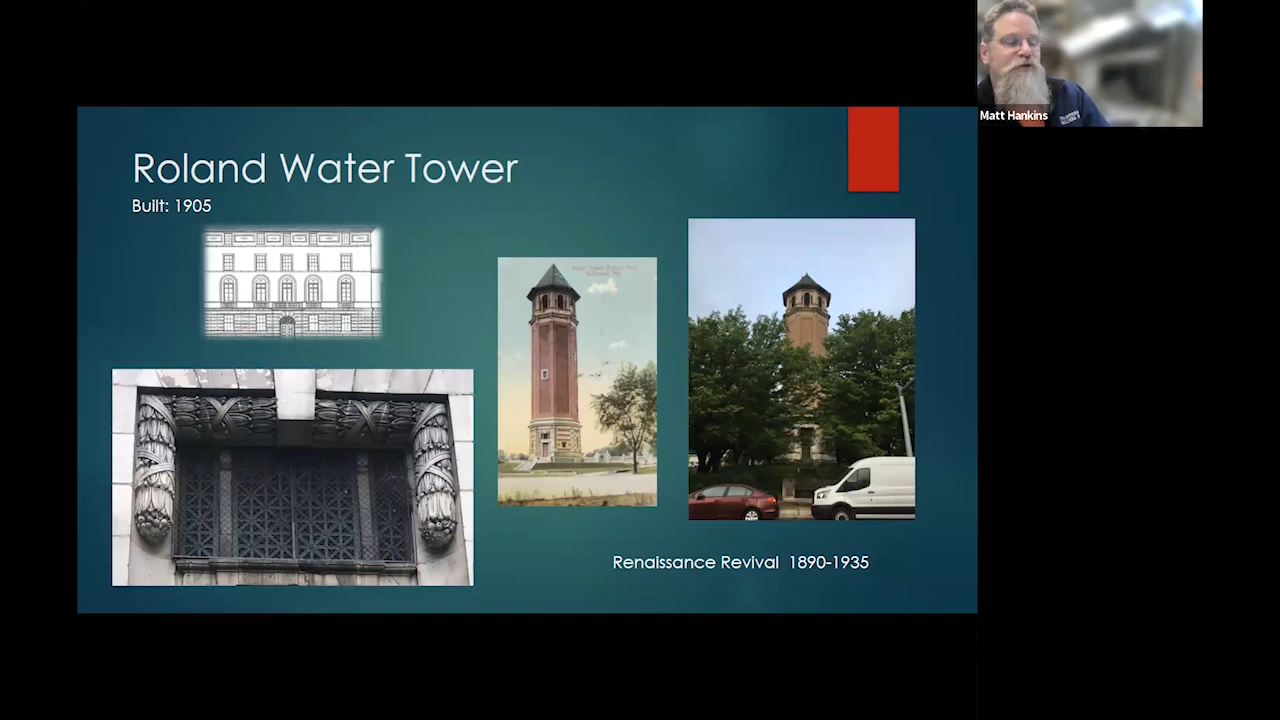 Matt Hankins
Roland Water Tower
Built: 1905
Renaissance Revival 1890-1935